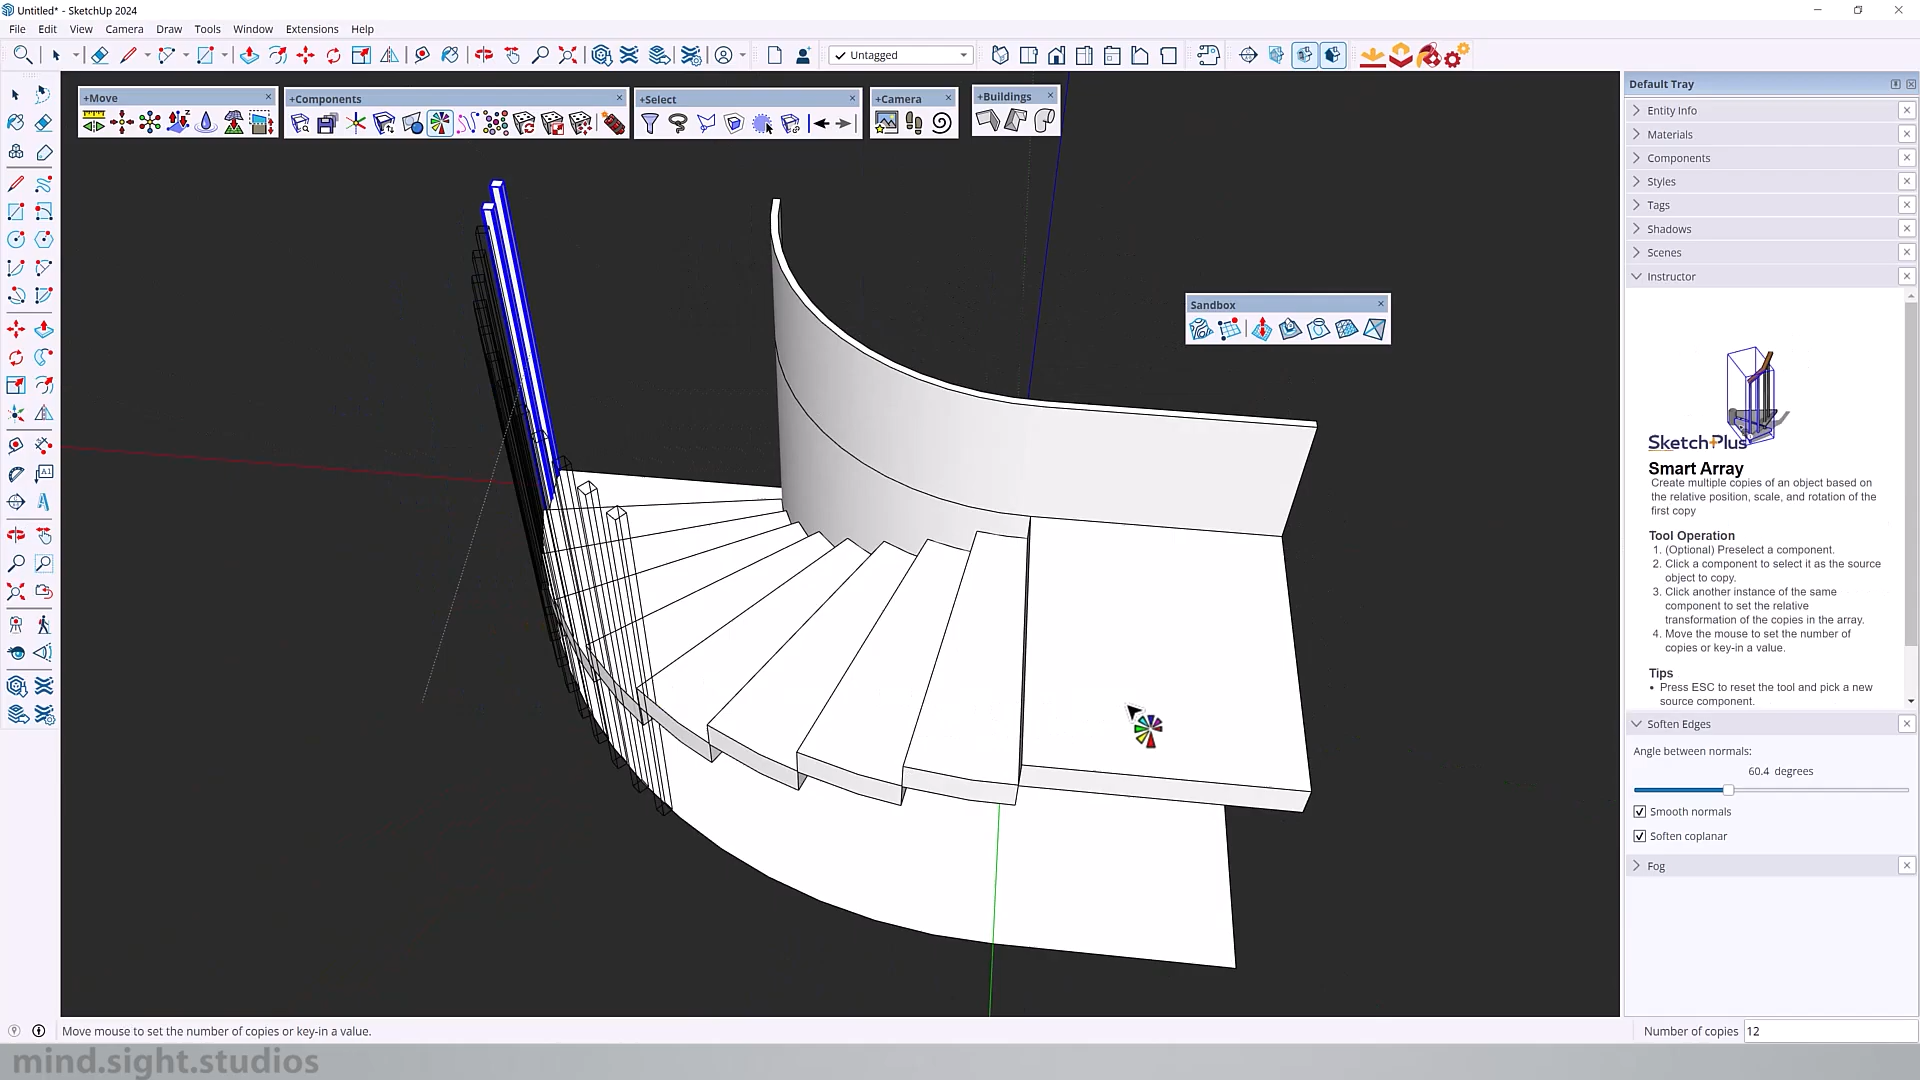 Untitled* - SketchUp 2024
File Edit View Camera Draw Tools Window Extensions Help
Untagged
+Move
+Components
+Select
+Camera
+Buildings
Sandbox
Default Tray
Entity Info
Materials
Components
Styles
Tags
Shadows
Scenes
Instructor
SketchPlus
Smart Array
Create multiple copies of an object based on
the relative position, scale, and rotation of the
first copy
Tool Operation
1. (Optional) Preselect a component.
2. Click a component to select it as the source
object to copy.
3. Click another instance of the same
component to set the relative
transformation of the copies in the array.
4. Move the mouse to set the number of
copies or key-in a value.
Tips
• Press ESC to reset the tool and pick a new
source component.
Soften Edges
Angle between normals:
60.4 degrees
Smooth normals
Soften coplanar
Fog
Move mouse to set the number of copies or key-in a value.
Number of copies 12
mind.sight.studios